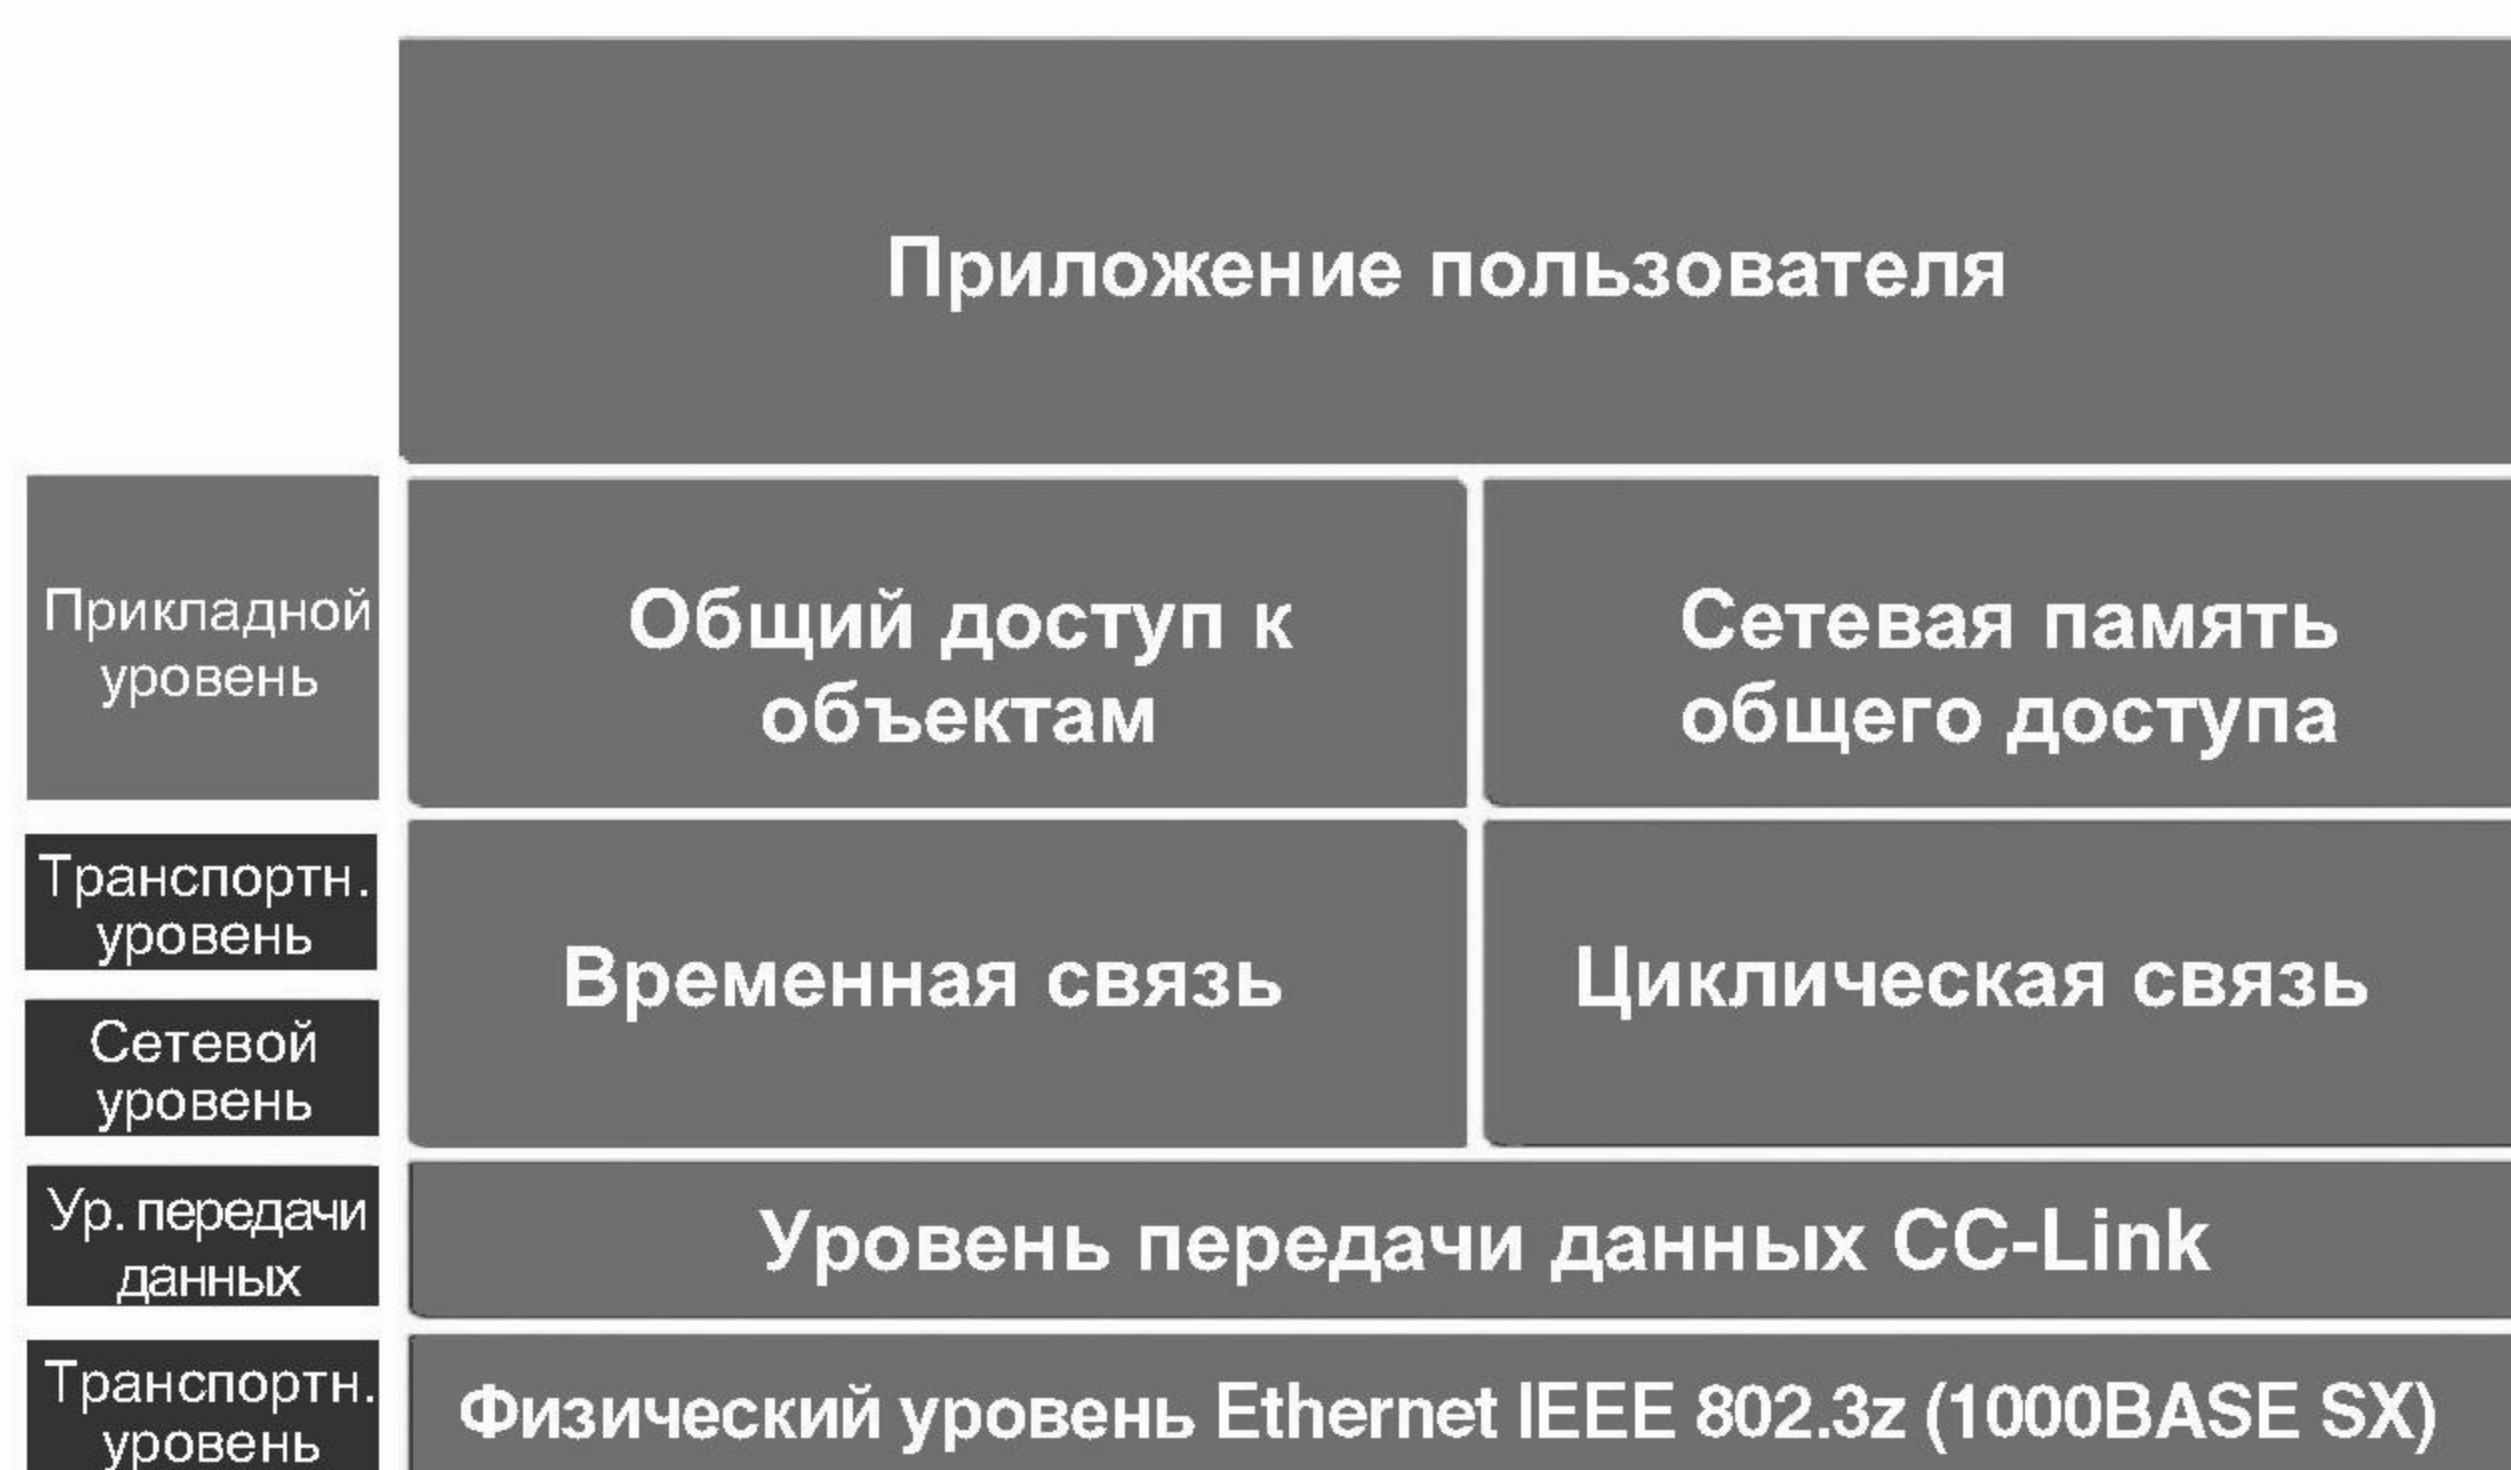 Приложение пользователя
Прикладной
уровень
Общий доступ к
объектам
Сетевая память
общего доступа
Транспортн.
уровень
Сетевой
уровень
Временная связь
Циклическая связь
Ур. передачи
данных
Уровень передачи данных CC-Link
Транспортн.
уровень
Физический уровень Ethernet IEEE 802.3z (1000BASE SX)